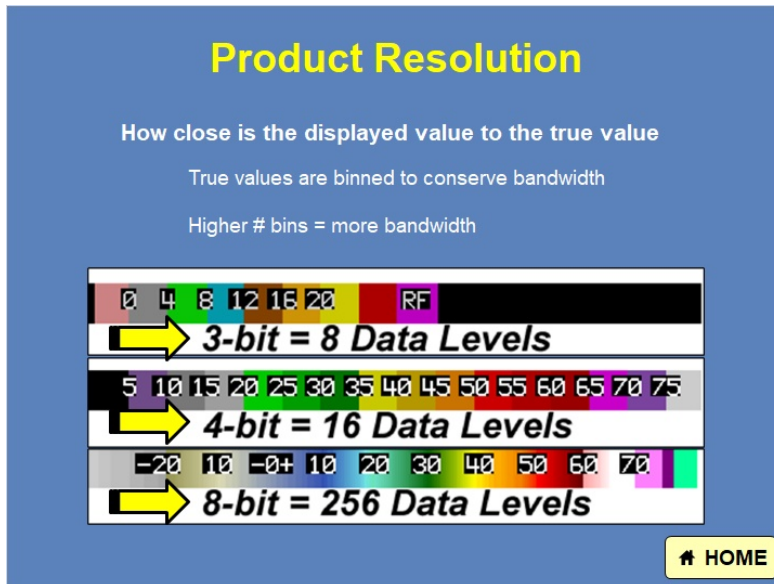 Product Resolution
How close is the displayed value to the true value
True values are binned to conserve bandwidth
Higher # bins = more bandwidth
0 4 8 12 16 20 RF
3-bit = 8 Data Levels
5 10 15 20 25 30 35 40 45 50 55 60 65 70 75
4-bit = 16 Data Levels
-20 10 -0+ 10 20 30 40 50 60 70
8-bit = 256 Data Levels
HOME